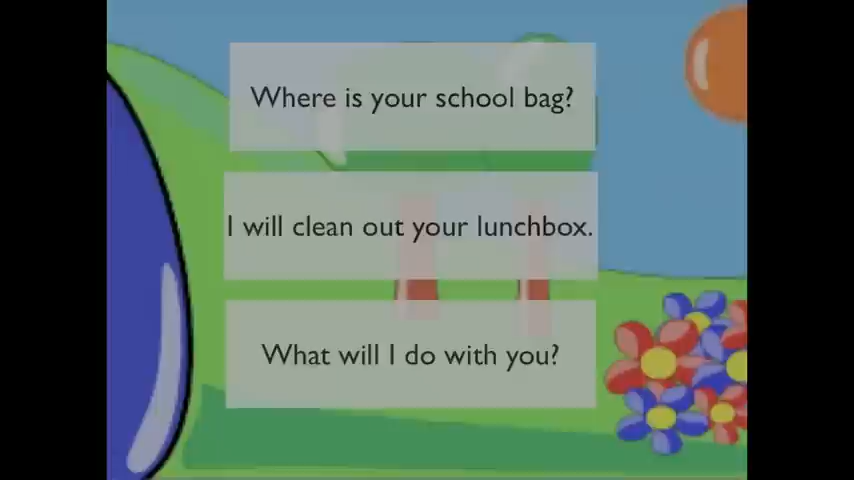 Where is your school bag?
I will clean out your lunchbox.
What will I do with you?